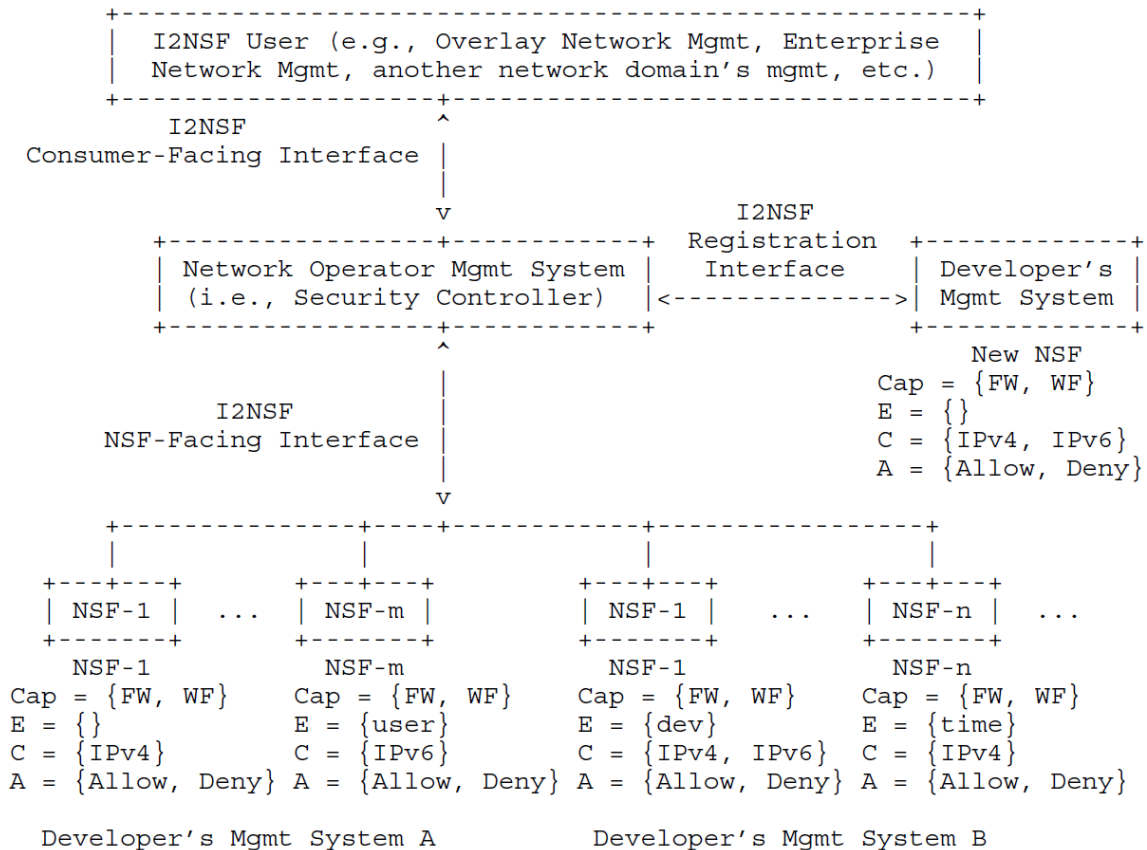 +------------------------------------------------------+
| I2NSF User (e.g., Overlay Network Mgmt, Enterprise |
| Network Mgmt, another network domain's mgmt, etc.) |
+--------------------+---------------------------------+
I2NSF ^
Consumer-Facing Interface |
|
v I2NSF
+-----------------+------------+ Registration +-------------+
| Network Operator Mgmt System | Interface | Developer's |
| (i.e., Security Controller) |<-------------->| Mgmt System |
+-----------------+------------+ +-------------+
^ New NSF
| Cap = {FW, WF}
I2NSF | E = {}
NSF-Facing Interface | C = {IPv4, IPv6}
| A = {Allow, Deny}
v
+---------------+----+------------+-----------------+
| | | |
+---+---+ +---+---+ +---+---+ +---+---+
| NSF-1 | ... | NSF-m | | NSF-1 | ... | NSF-n | ...
+-------+ +-------+ +-------+ +-------+
NSF-1 NSF-m NSF-1 NSF-n
Cap = {FW, WF} Cap = {FW, WF} Cap = {FW, WF} Cap = {FW, WF}
E = {} E = {user} E = {dev} E = {time}
C = {IPv4} C = {IPv6} C = {IPv4, IPv6} C = {IPv4}
A = {Allow, Deny} A = {Allow, Deny} A = {Allow, Deny} A = {Allow, Deny}
Developer's Mgmt System A Developer's Mgmt System B